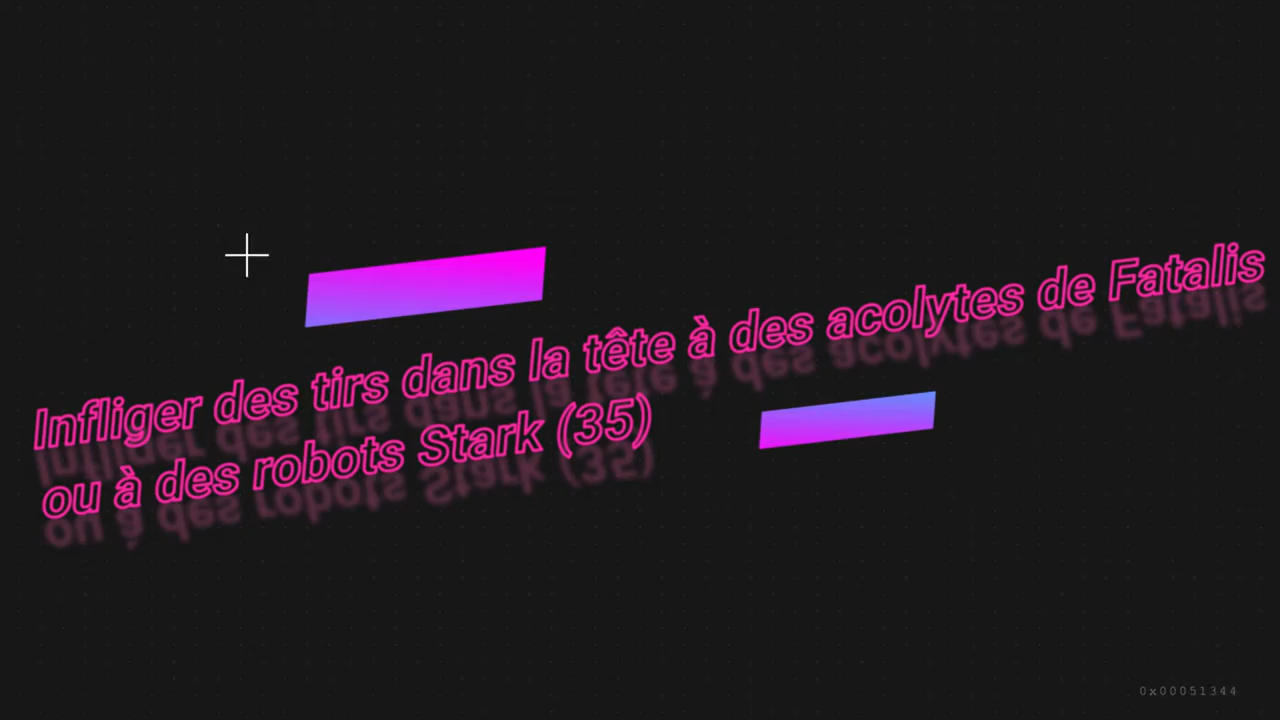 Infliger des tirs dans la tête à des acolytes de Fatalis
ou à des robots Stark (35)
0x00051344